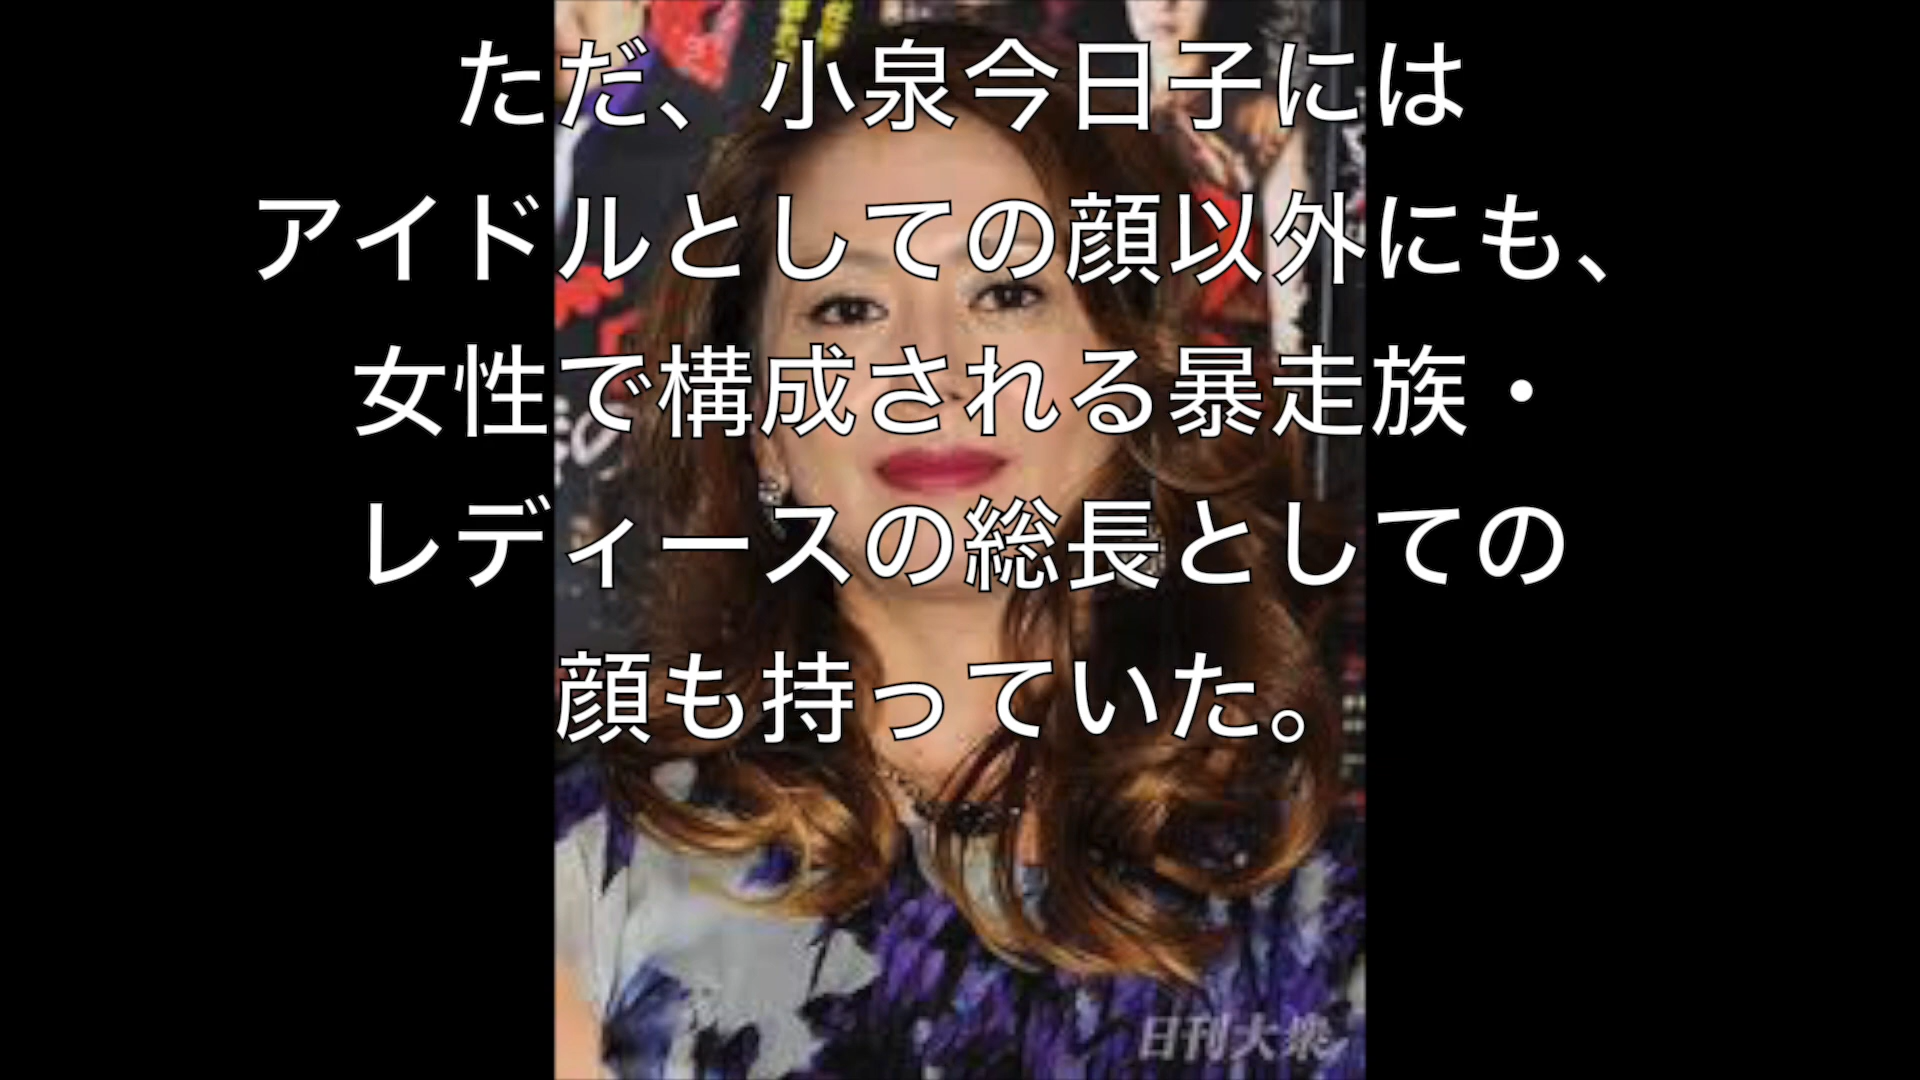 ただ、小泉今日子には
アイドルとしての顔以外にも、
女性で構成される暴走族・
レディースの総長としての
顔も持っていた。
日刊大衆